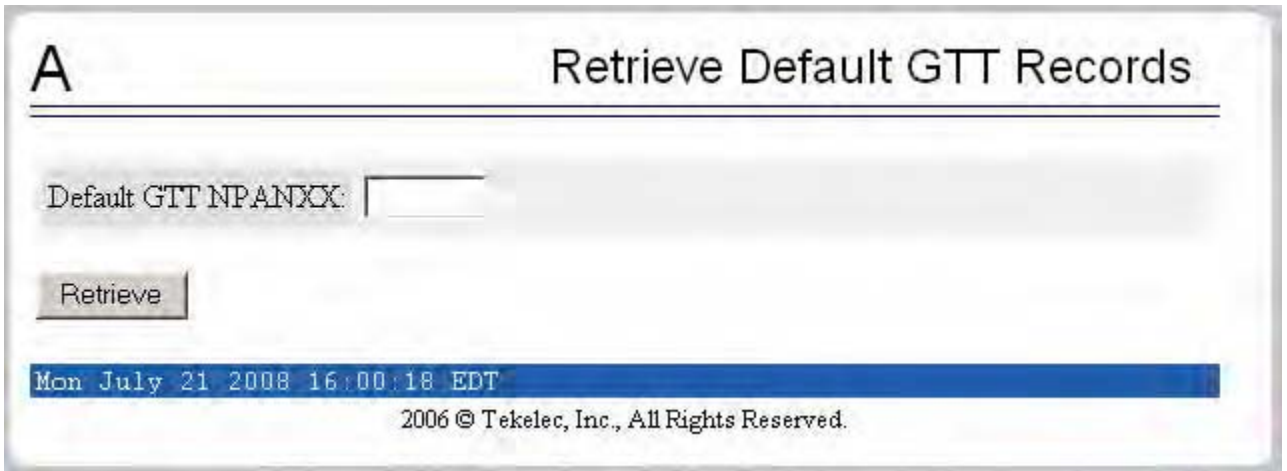 A
Retrieve Default GTT Records
Default GTT NPANXX:
Retrieve
Mon July 21 2008 16:00:18 EDT
2006 © Tekelec, Inc., All Rights Reserved.